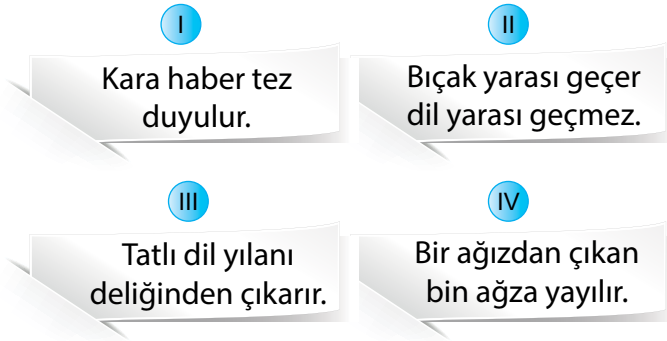 I
Kara haber tez
duyulur.
II
Bıçak yarası geçer
dil yarası geçmez.
III
Tatlı dil yılanı
deliğinden çıkarır.
IV
Bir ağızdan çıkan
bin ağza yayılır.